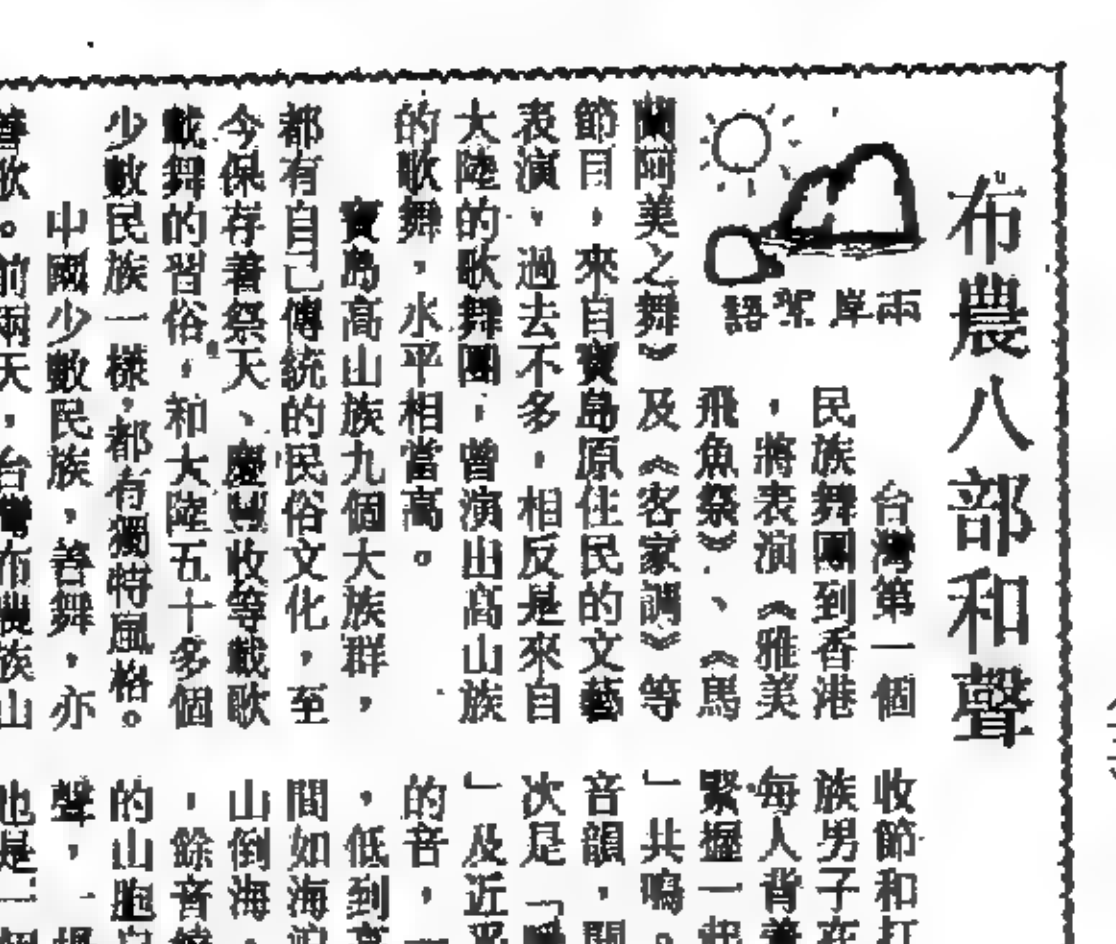 布農八部和聲
兩岸絮語
台灣第一個
民族舞團到香港
，將表演《雅美
飛魚祭》、《馬
蘭阿美之舞》及《客家調》等
節目，來自寶島原住民的文藝
表演，過去不多，相反是來自
大陸的歌舞團，曾演出高山族
的歌舞，水平相當高。
寶島高山族九個大族群，
都有自己傳統的民俗文化，至
今保存着祭天、慶豐收等載歌
載舞的習俗，和大陸五十多個
少數民族一樣，都有獨特風格。
中國少數民族，善舞，亦
善歌。前兩天，台灣布農族山
收節和打
族男子在
每人背着
緊握一起
」共鳴。
音韻，開
次是「
」及近
的音，一
，低到
間如海
山倒海，
，餘音繞
的山胞
聲，一
也是一個